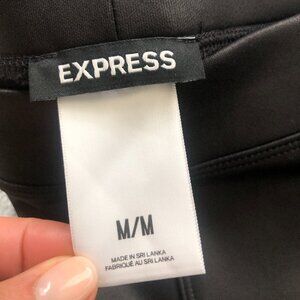 EXPRESS
M/M
MADE IN SRI LANKA
FABRIQUÉ AU SRI LANKA